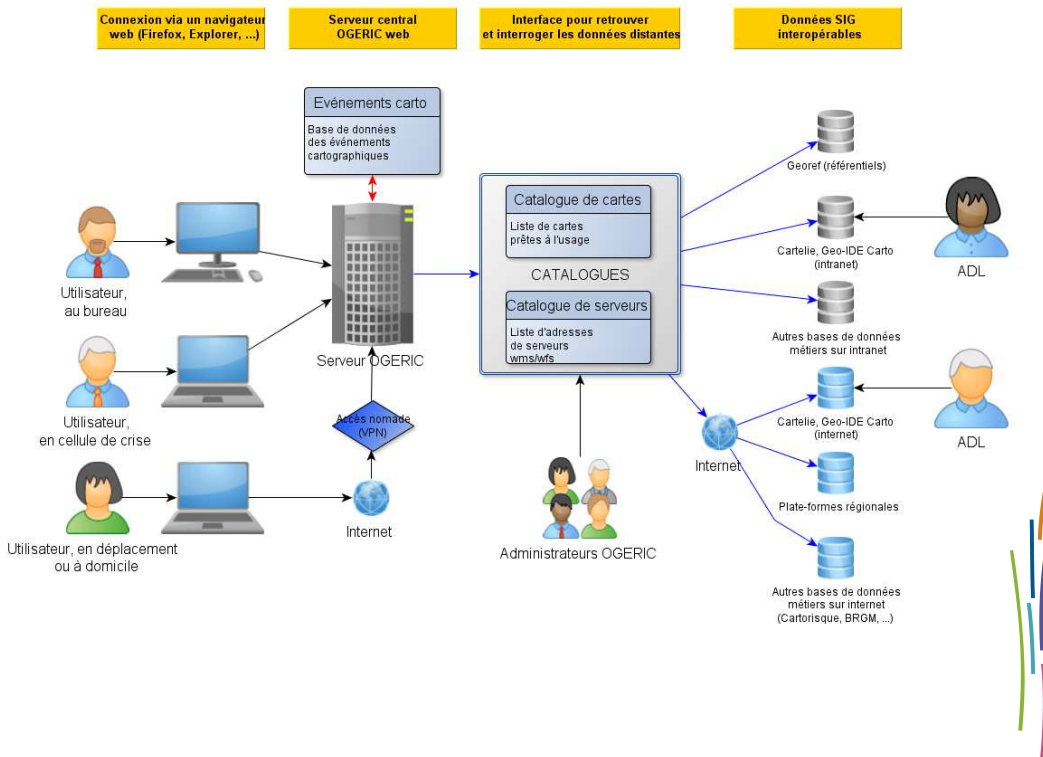 Connexion via un navigateur
web (Firefox, Explorer, ...)
Serveur central
OGERIC web
Interface pour retrouver
et interroger les données distantes
Données SIG
interopérables
Evénements carto
Base de données
des événements
cartographiques
Utilisateur,
au bureau
Utilisateur,
en cellule de crise
Utilisateur, en déplacement
ou à domicile
Serveur OGERIC
Accès nomade
(VPN)
Internet
Catalogue de cartes
Liste de cartes
prêtes à l'usage
CATALOGUES
Catalogue de serveurs
Liste d'adresses
de serveurs
wms/wfs
Administrateurs OGERIC
Internet
Georef (référentiels)
Cartelie, Geo-IDE Carto
(intranet)
ADL
Autres bases de données
métiers sur intranet
Cartelie, Geo-IDE Carto
(internet)
ADL
Plate-formes régionales
Autres bases de données
métiers sur internet
(Cartorisque, BRGM, ...)